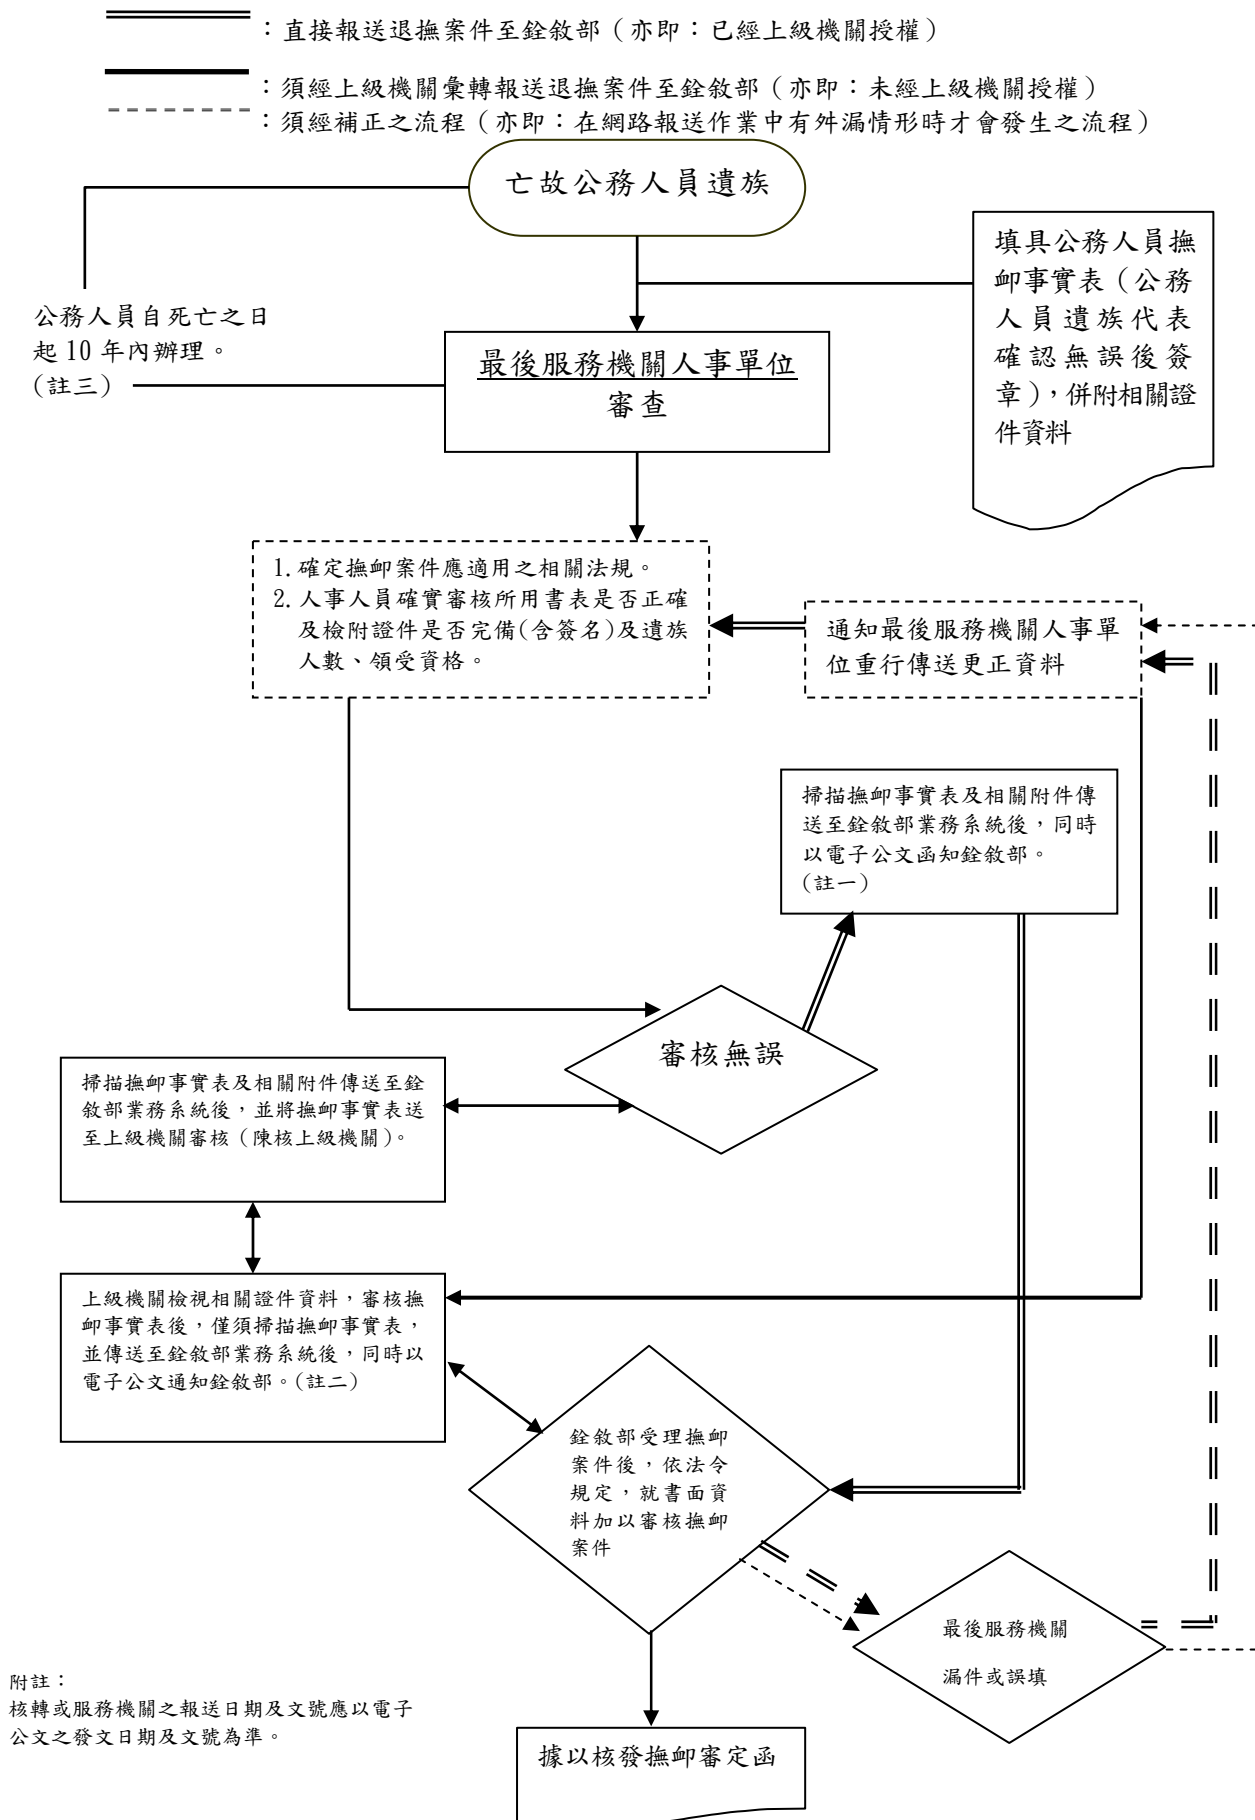 ：直接報送退撫案件至銓敘部（亦即：已經上級機關授權）
：須經上級機關彙轉報送退撫案件至銓敘部（亦即：未經上級機關授權）
：須經補正之流程（亦即：在網路報送作業中有舛漏情形時才會發生之流程）
亡故公務人員遺族
填具公務人員撫
卹事實表（公務
人員遺族代表
確認無誤後簽
章），併附相關證
件資料
公務人員自死亡之日
起 10 年內辦理。
(註三)
最後服務機關人事單位
審查
1. 確定撫卹案件應適用之相關法規。
2. 人事人員確實審核所用書表是否正確
及檢附證件是否完備(含簽名)及遺族
人數、領受資格。
通知最後服務機關人事單
位重行傳送更正資料
掃描撫卹事實表及相關附件傳
送至銓敘部業務系統後，同時
以電子公文函知銓敘部。
(註一)
審核無誤
掃描撫卹事實表及相關附件傳送至銓
敘部業務系統後，並將撫卹事實表送
至上級機關審核（陳核上級機關）。
上級機關檢視相關證件資料，審核撫
卹事實表後，僅須掃描撫卹事實表，
並傳送至銓敘部業務系統後，同時以
電子公文通知銓敘部。(註二)
銓敘部受理撫卹
案件後，依法令
規定，就書面資
料加以審核撫卹
案件
最後服務機關
漏件或誤填
附註：
核轉或服務機關之報送日期及文號應以電子
公文之發文日期及文號為準。
據以核發撫卹審定函